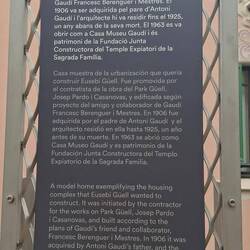 Gaudí Francesc Berenguer i Mestres. El
1906 va ser adquirida pel pare d'Antoni
Gaudí i l'arquitecte hi va residir fins el 1925,
un any abans de la seva mort. El 1963 es va
obrir com a Casa Museu Gaudí i és
patrimoni de la Fundació Junta
Constructora del Temple Expiatori de la
Sagrada Família.
Casa muestra de la urbanización que quería
construir Eusebi Güell. Fue promovida por
el contratista de la obra del Park Güell,
Josep Pardo i Casanovas, y edificada según
proyecto del amigo y colaborador de Gaudí
Francesc Berenguer i Mestres. En 1906 fue
adquirida por el padre de Antoni Gaudí y el
arquitecto residió en ella hasta 1925, un año
antes de su muerte. En 1963 se abrió como
Casa Museo Gaudí y es patrimonio de la
Fundación Junta Constructora del Templo
Expiatorio de la Sagrada Familia.
A model home exemplifying the housing
complex that Eusebi Güell wanted to
construct. It was initiated by the contractor
for the works on Park Güell, Josep Pardo
i Casanovas, and built according to the
plans of Gaudí's friend and collaborator,
Francesc Berenguer i Mestres. In 1906 it was
acquired by Antoni Gaudí's father, and the